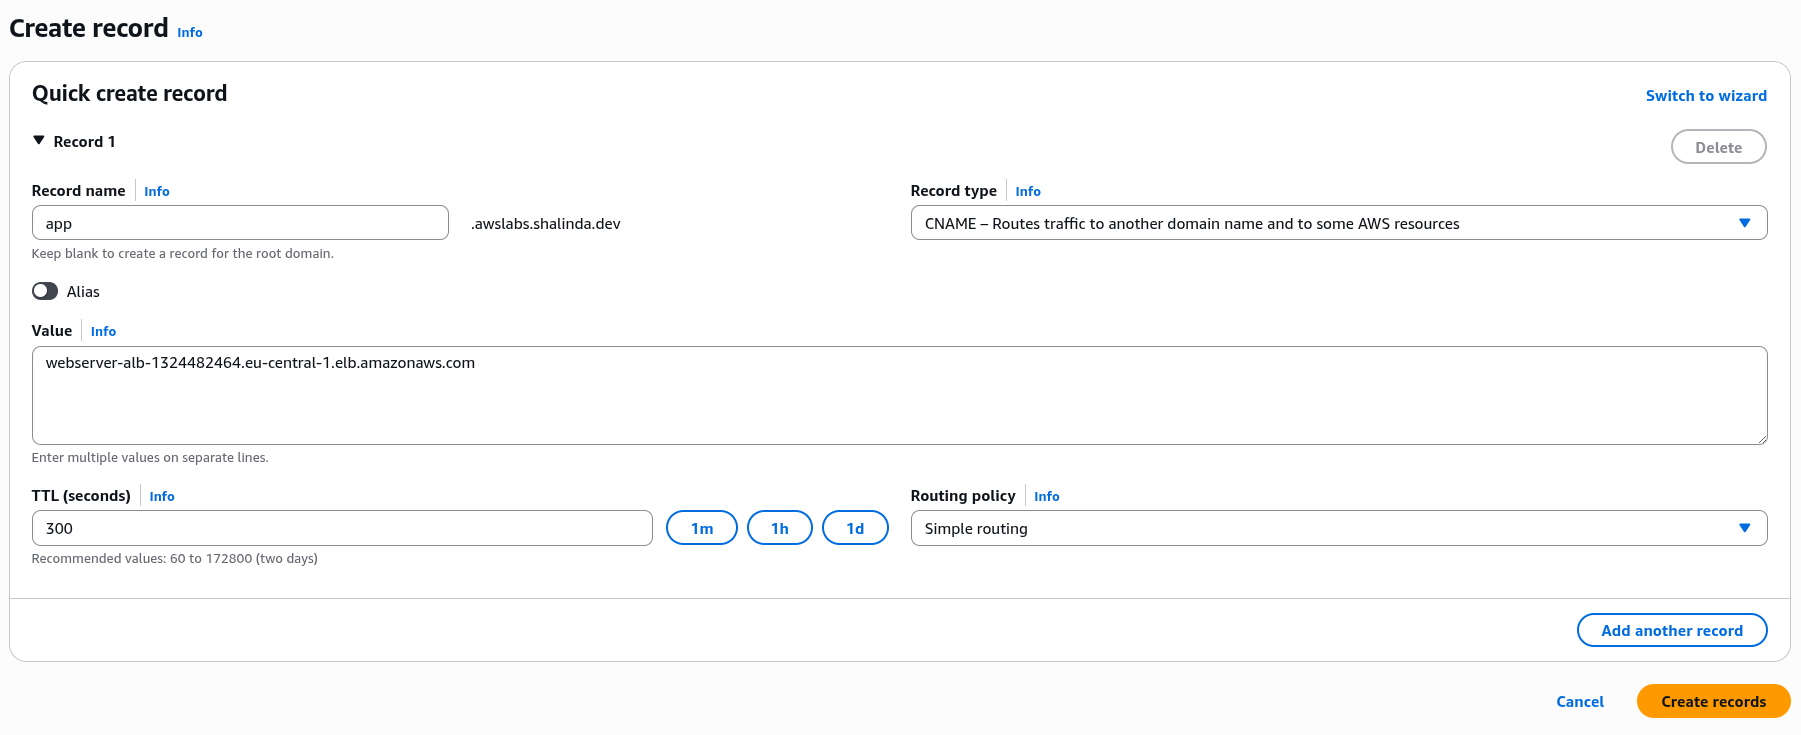 Create record Info
Quick create record
Switch to wizard
Record 1
Delete
Record name Info
app
.awslabs.shalinda.dev
Keep blank to create a record for the root domain.
Record type Info
CNAME – Routes traffic to another domain name and to some AWS resources
Alias
Value Info
webserver-alb-1324482464.eu-central-1.elb.amazonaws.com
Enter multiple values on separate lines.
TTL (seconds) Info
300
1m
1h
1d
Recommended values: 60 to 172800 (two days)
Routing policy Info
Simple routing
Add another record
Cancel
Create records